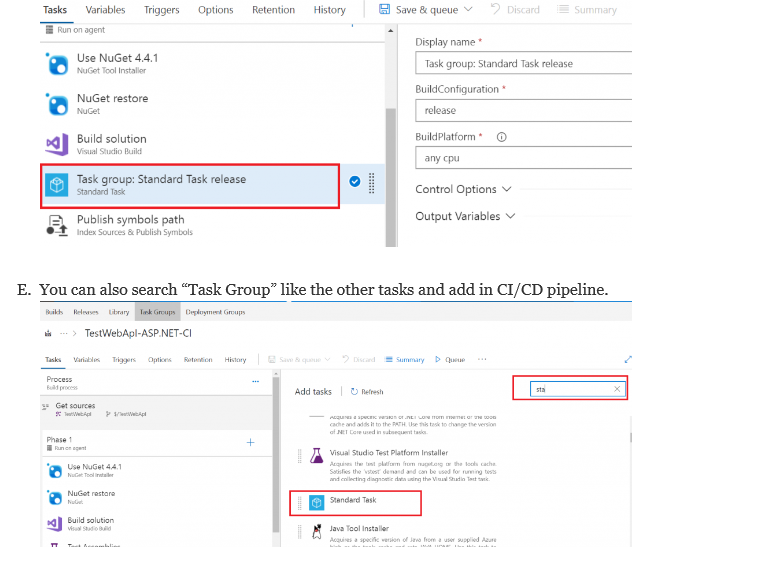 Tasks Variables Triggers Options Retention History Save & queue Discard Summary
Run on agent
Use NuGet 4.4.1
NuGet Tool Installer
NuGet restore
NuGet
Build solution
Visual Studio Build
Task group: Standard Task release
Standard Task
Publish symbols path
Index Sources & Publish Symbols
Display name *
Task group: Standard Task release
BuildConfiguration *
release
BuildPlatform *
any cpu
Control Options
Output Variables
E. You can also search “Task Group” like the other tasks and add in CI/CD pipeline.
Builds Releases Library Task Groups Deployment Groups
··· > TestWebApI-ASP.NET-CI
Tasks Variables Triggers Options Retention History Save & queue Discard Summary Queue ···
Process
Build process
Get sources
TestWebApI $/TestWebApI
Phase 1
Run on agent
Use NuGet 4.4.1
NuGet Tool Installer
NuGet restore
NuGet
Build solution
Visual Studio Build
Test Assemblies
Add tasks Refresh
sta
Acquires a specific version of .NET Core from internet or the tools
cache and adds it to the PATH. Use this task to change the version
of .NET Core used in subsequent tasks.
Visual Studio Test Platform Installer
Acquires the test platform from nuget.org or the tools cache.
Satisfies the 'vstest' demand and can be used for running tests
and collecting diagnostic data using the Visual Studio Test task.
Standard Task
Java Tool Installer
Acquires a specific version of Java from a user supplied Azure